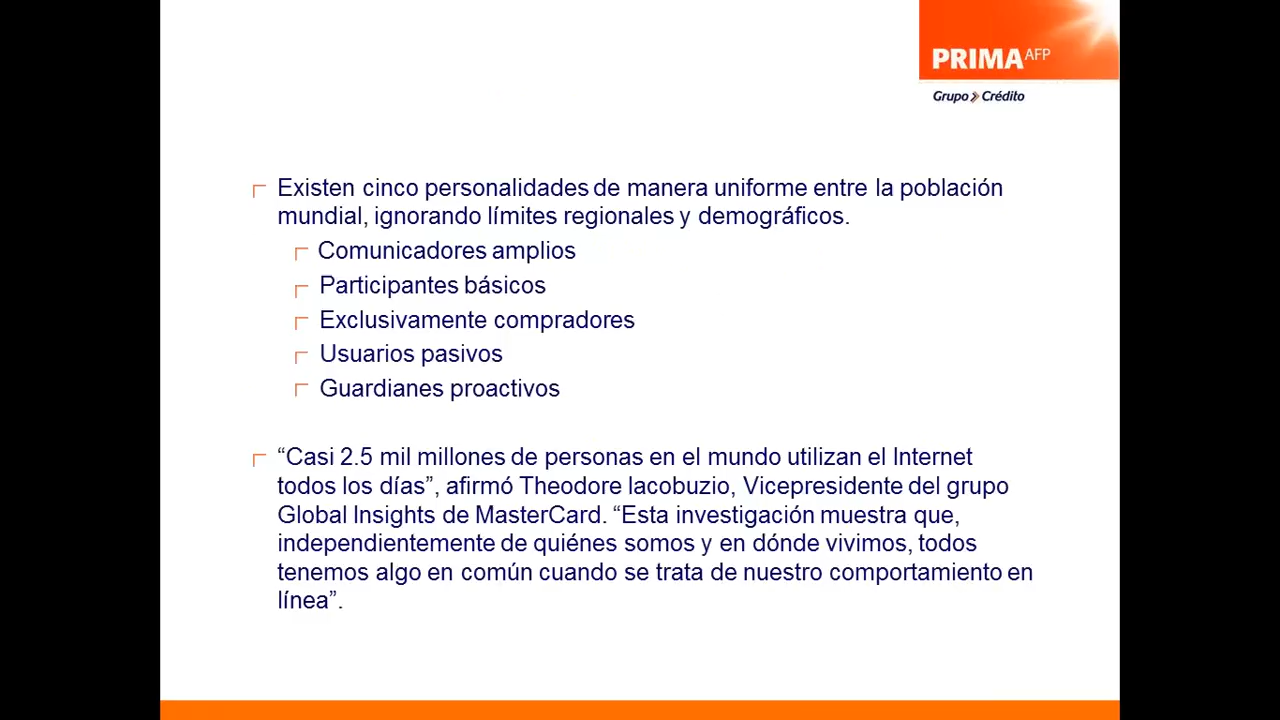 PRIMA AFP
Grupo Crédito
Existen cinco personalidades de manera uniforme entre la población
mundial, ignorando límites regionales y demográficos.
Comunicadores amplios
Participantes básicos
Exclusivamente compradores
Usuarios pasivos
Guardianes proactivos
“Casi 2.5 mil millones de personas en el mundo utilizan el Internet
todos los días”, afirmó Theodore Iacobuzio, Vicepresidente del grupo
Global Insights de MasterCard. “Esta investigación muestra que,
independientemente de quiénes somos y en dónde vivimos, todos
tenemos algo en común cuando se trata de nuestro comportamiento en
línea”.